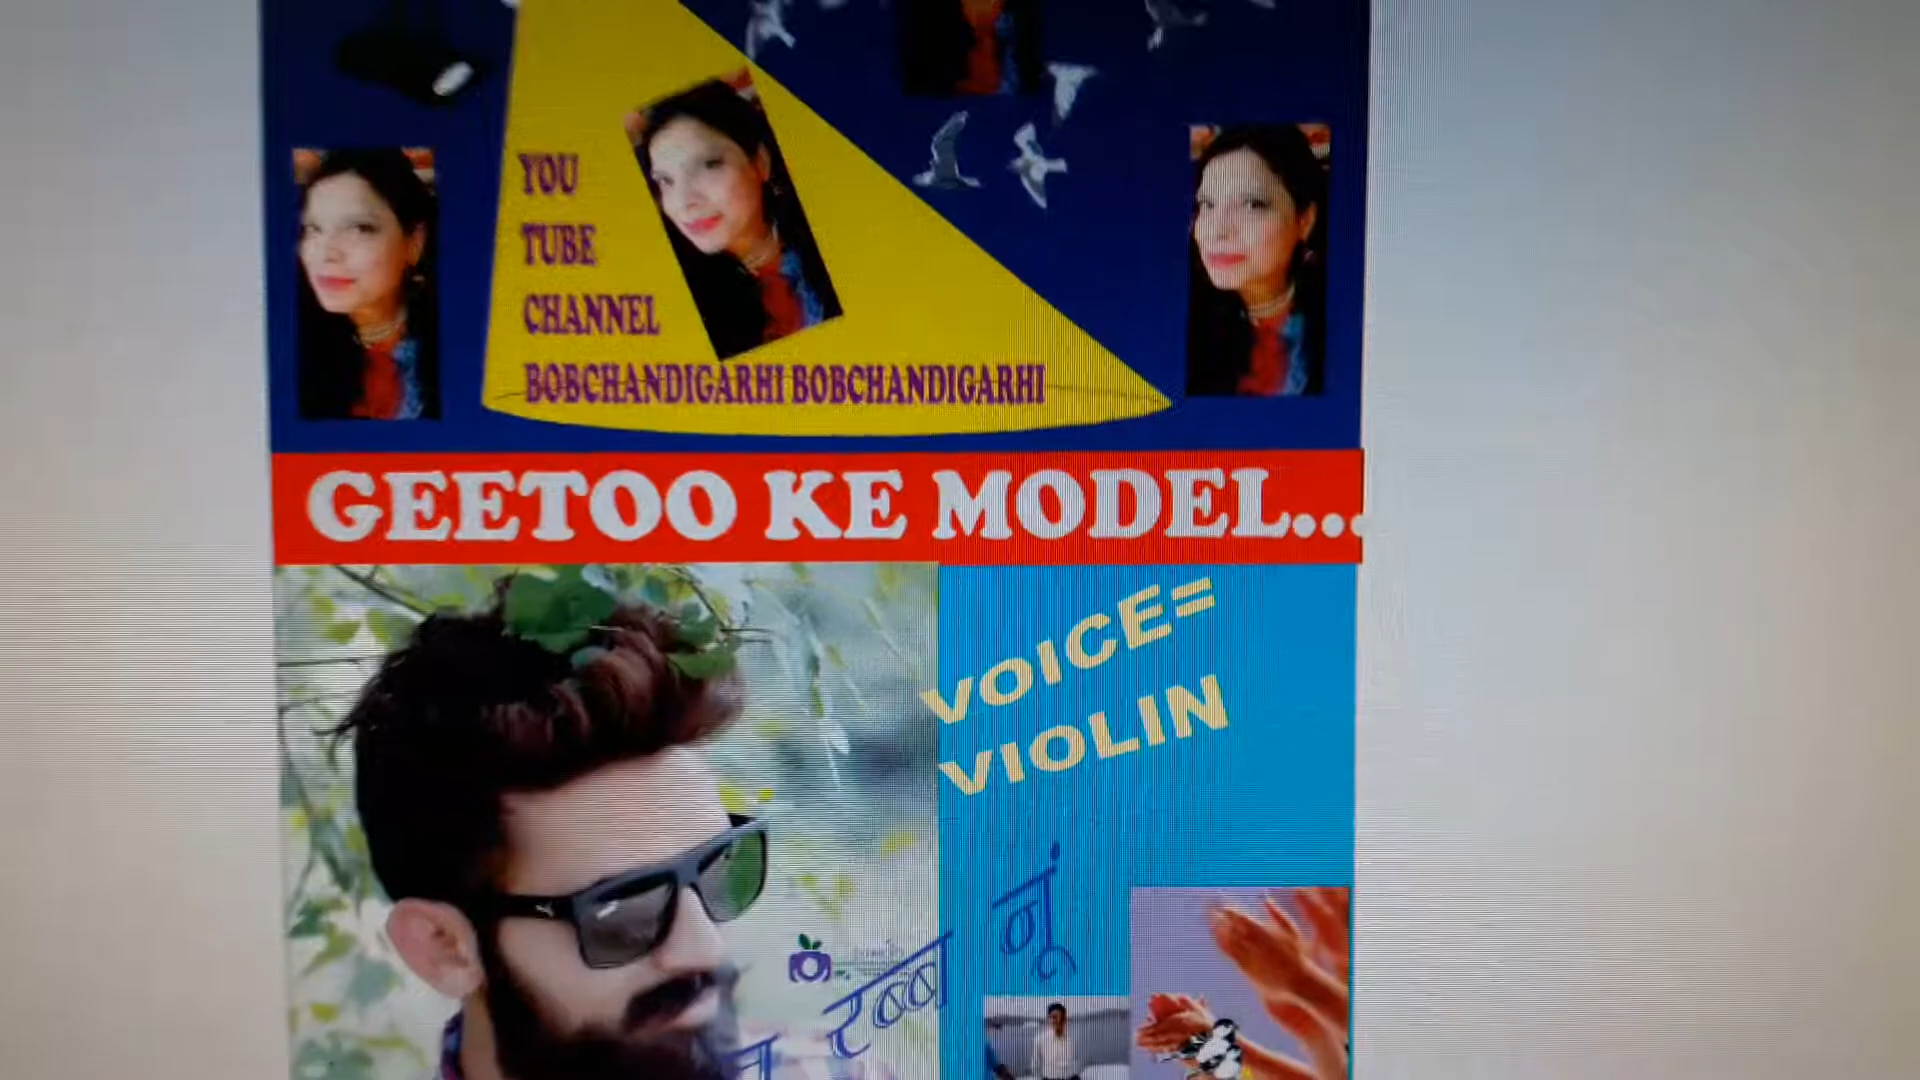 YOU
TUBE
CHANNEL
BOBCHANDIGARHI BOBCHANDIGARHI
GEETOO KE MODEL...
VOICE=
VIOLIN
रब्ब नूं